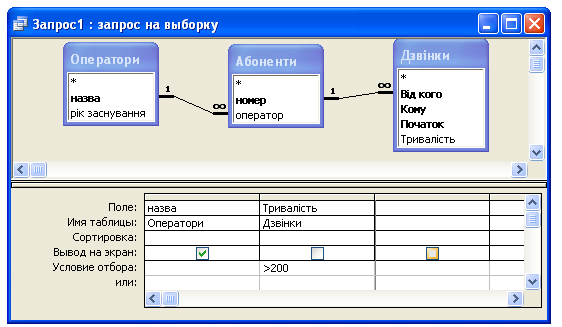 Запрос1 : запрос на выборку
Оператори
*
назва
рік заснування
1
∞
Абоненти
*
номер
оператор
1
∞
Дзвінки
*
Від кого
Кому
Початок
Тривалість
Поле: назва Тривалість
Имя таблицы: Оператори Дзвінки
Сортировка:
Вывод на экран:
Условие отбора: >200
или: